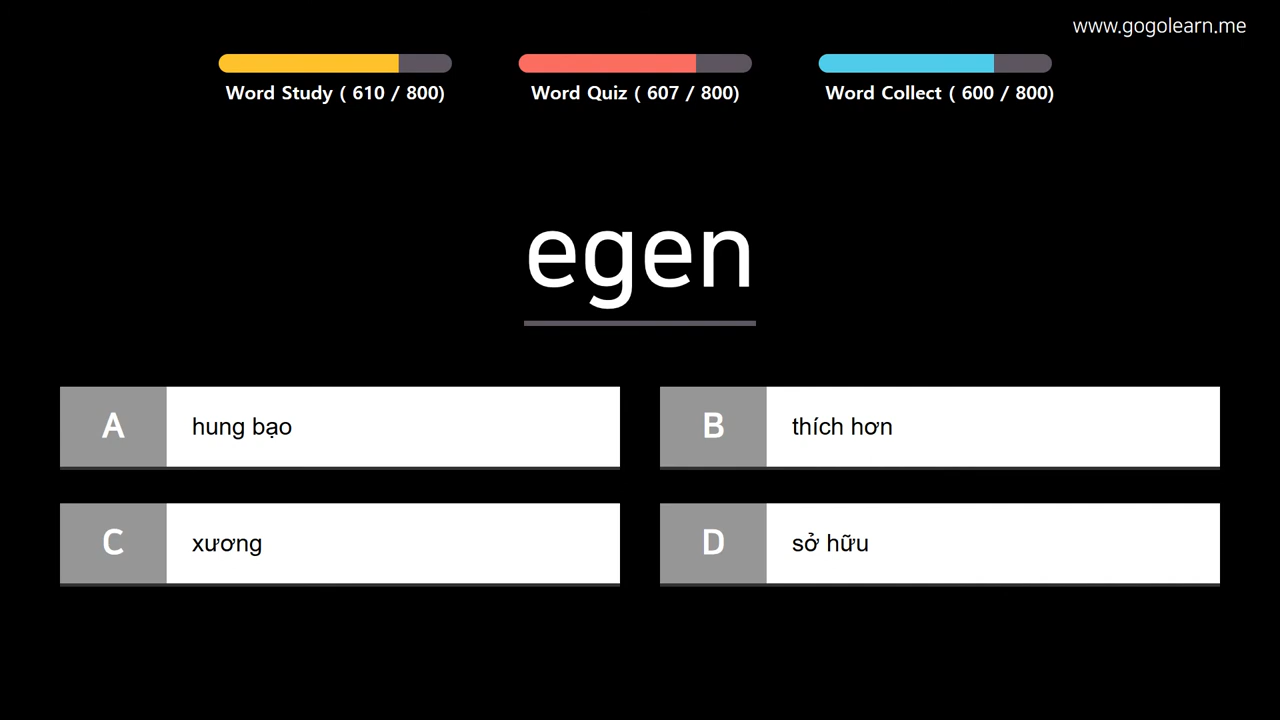 www.gogolearn.me
Word Study ( 610 / 800)
Word Quiz ( 607 / 800)
Word Collect ( 600 / 800)
egen
A hung bạo
B thích hơn
C xương
D sở hữu